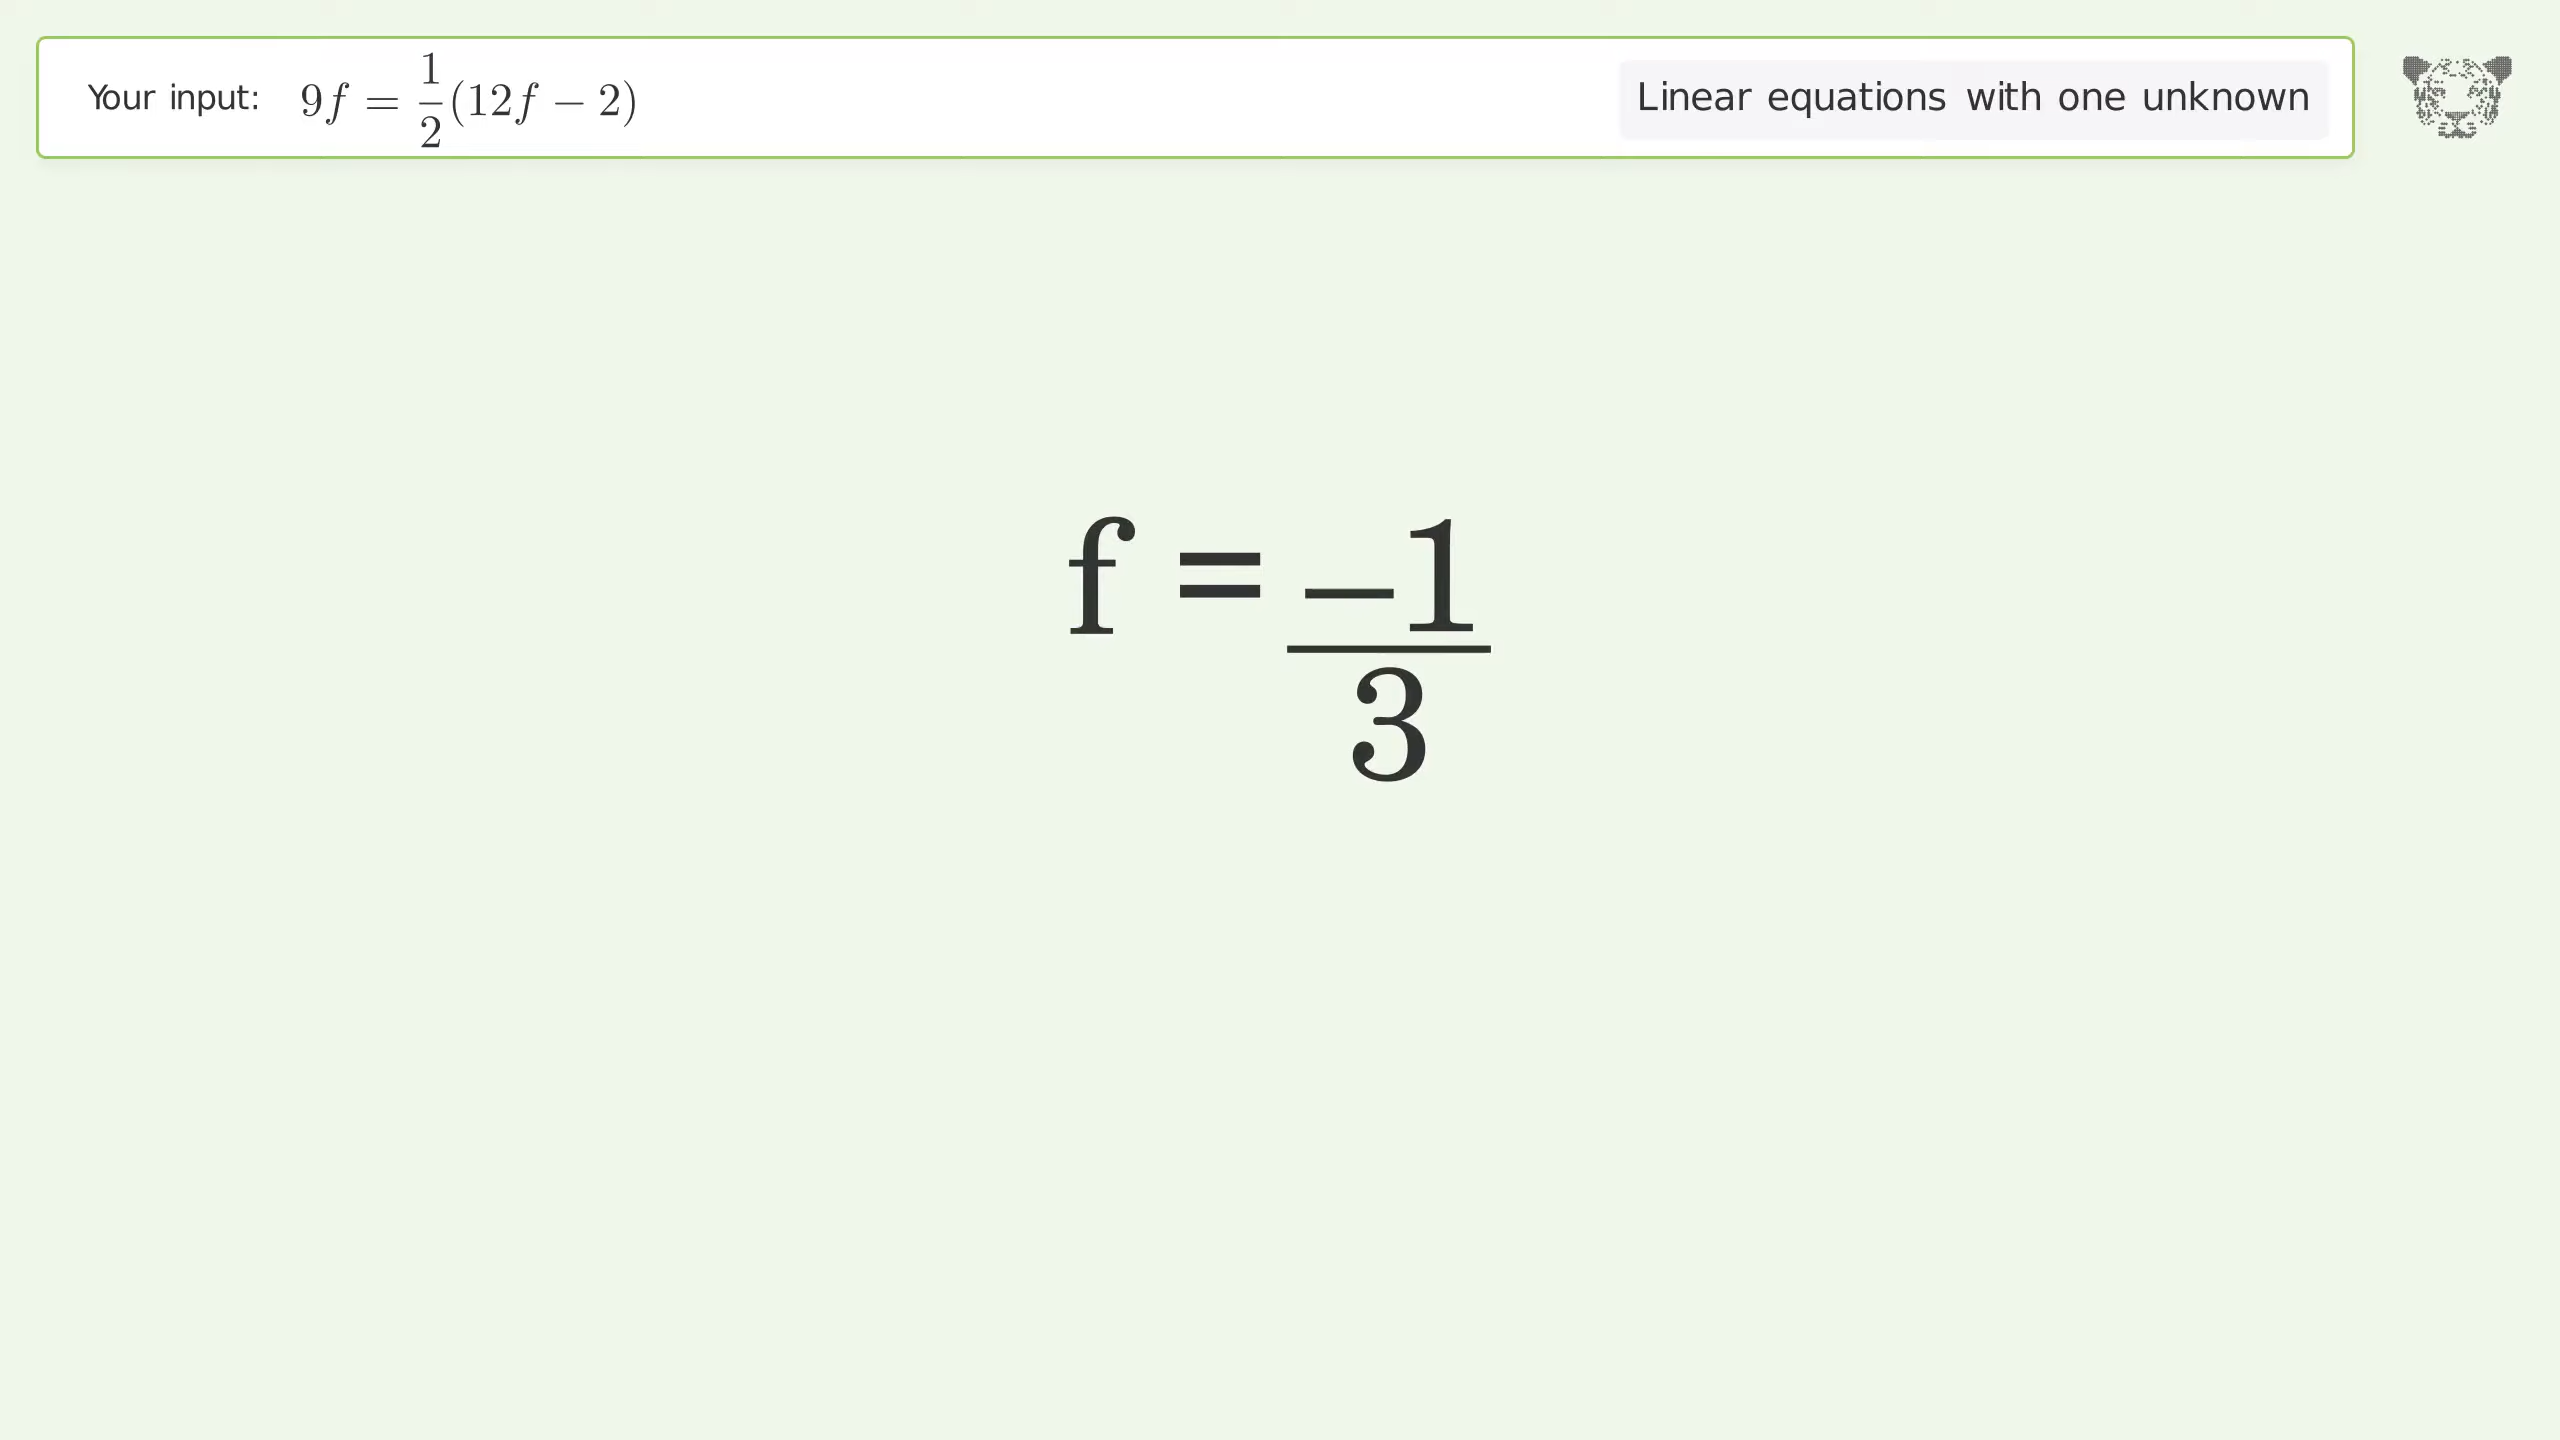 Your input: 9f = 1/2(12f − 2)
Linear equations with one unknown
f = −1/3